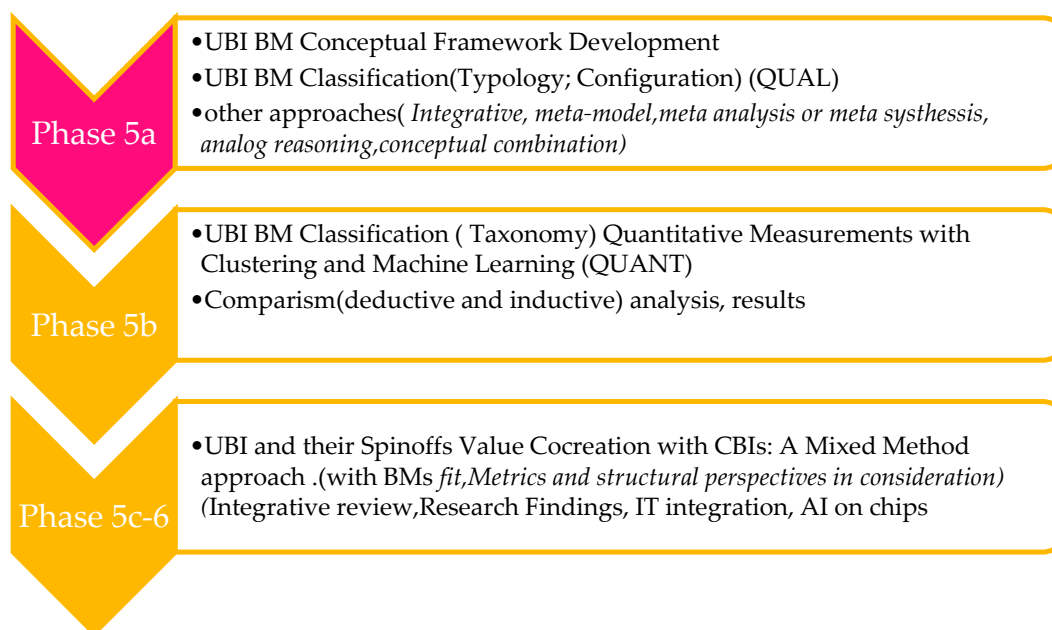 Phase 5a
•UBI BM Conceptual Framework Development
•UBI BM Classification(Typology; Configuration) (QUAL)
•other approaches( Integrative, meta-model,meta analysis or meta systhessis,
analog reasoning,conceptual combination)
Phase 5b
•UBI BM Classification ( Taxonomy) Quantitative Measurements with
Clustering and Machine Learning (QUANT)
•Comparism(deductive and inductive) analysis, results
Phase 5c-6
•UBI and their Spinoffs Value Cocreation with CBIs: A Mixed Method
approach .(with BMs fit,Metrics and structural perspectives in consideration)
(Integrative review,Research Findings, IT integration, AI on chips